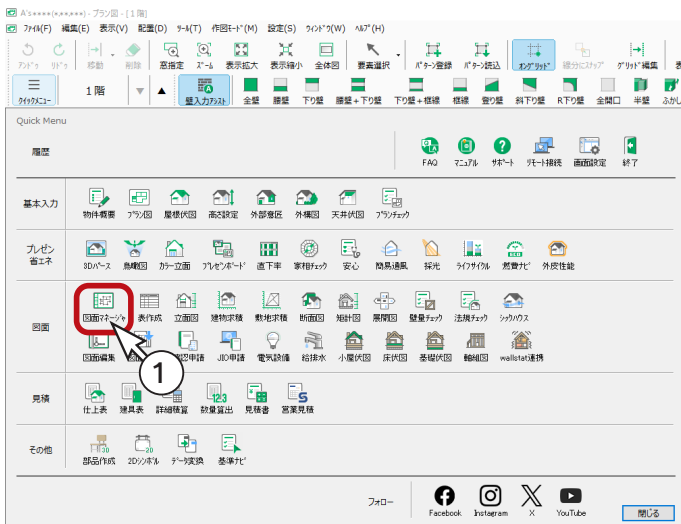 A's****(*.**.***) - プラン図 - [1 階]
ﾌｧｲﾙ(F) 編集(E) 表示(V) 配置(D) ﾂｰﾙ(T) 作図ﾓｰﾄﾞ(M) 設定(S) ｳｨﾝﾄﾞｳ(W) ﾍﾙﾌﾟ(H)
ｱﾝﾄﾞｩ ﾘﾄﾞｩ 移動 削除 窓指定 ｽﾞｰﾑ 表示拡大 表示縮小 全体図 要素選択 ﾊﾟﾀｰﾝ登録 ﾊﾟﾀｰﾝ読込 ｵﾝｸﾞﾘｯﾄﾞ 線分にｽﾅｯﾌﾟ ｸﾞﾘｯﾄﾞ編集 表
ｸｲｯｸﾒﾆｭｰ 1 階 ▼ ▲ 壁入力ｱｼｽﾄ 全壁 腰壁 下り壁 腰壁+下り壁 下り壁+框線 框線 登り壁 斜下り壁 R下り壁 全開口 半壁 ふかし
Quick Menu
履歴
FAQ ﾏﾆｭｱﾙ ｻﾎﾟｰﾄ ﾘﾓｰﾄ接続 画面設定 終了
基本入力 物件概要 ﾌﾟﾗﾝ図 屋根伏図 高さ設定 外部意匠 外構図 天井伏図 ﾌﾟﾗﾝﾁｪｯｸ
プレゼン
省エネ
3Dﾊﾟｰｽ 鳥瞰図 ｶﾗｰ立面 ﾌﾟﾚｾﾞﾝﾎﾞｰﾄﾞ 直下率 家相ﾁｪｯｸ 安心 簡易通風 採光 ﾗｲﾌｻｲｸﾙ 燃費ﾅﾋﾞ 外皮性能
図面
図面ﾏﾈｰｼﾞｬ 表作成 立面図 建物求積 敷地求積 断面図 矩計図 展開図 壁量ﾁｪｯｸ 法規ﾁｪｯｸ ｼｯｸﾊｳｽ
図面編集 確認申請 JIO申請 電気設備 給排水 小屋伏図 床伏図 基礎伏図 軸組図 wallstat連携
1
見積 仕上表 建具表 詳細積算 数量算出 見積書 営業見積
その他 部品作成 2Dｼﾝﾎﾞﾙ ﾃﾞｰﾀ変換 基準ﾅﾋﾞ
フォロー Facebook Instagram X YouTube 閉じる